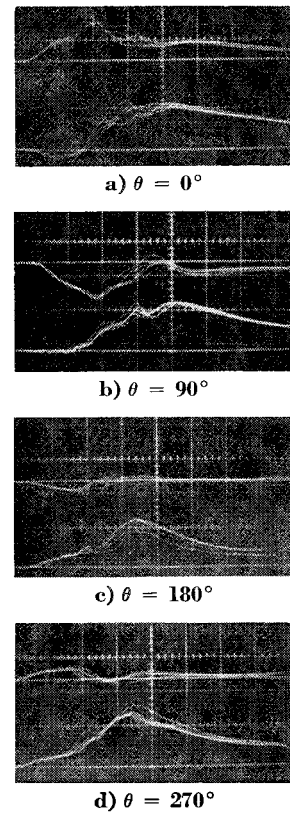 a) θ = 0°
b) θ = 90°
c) θ = 180°
d) θ = 270°